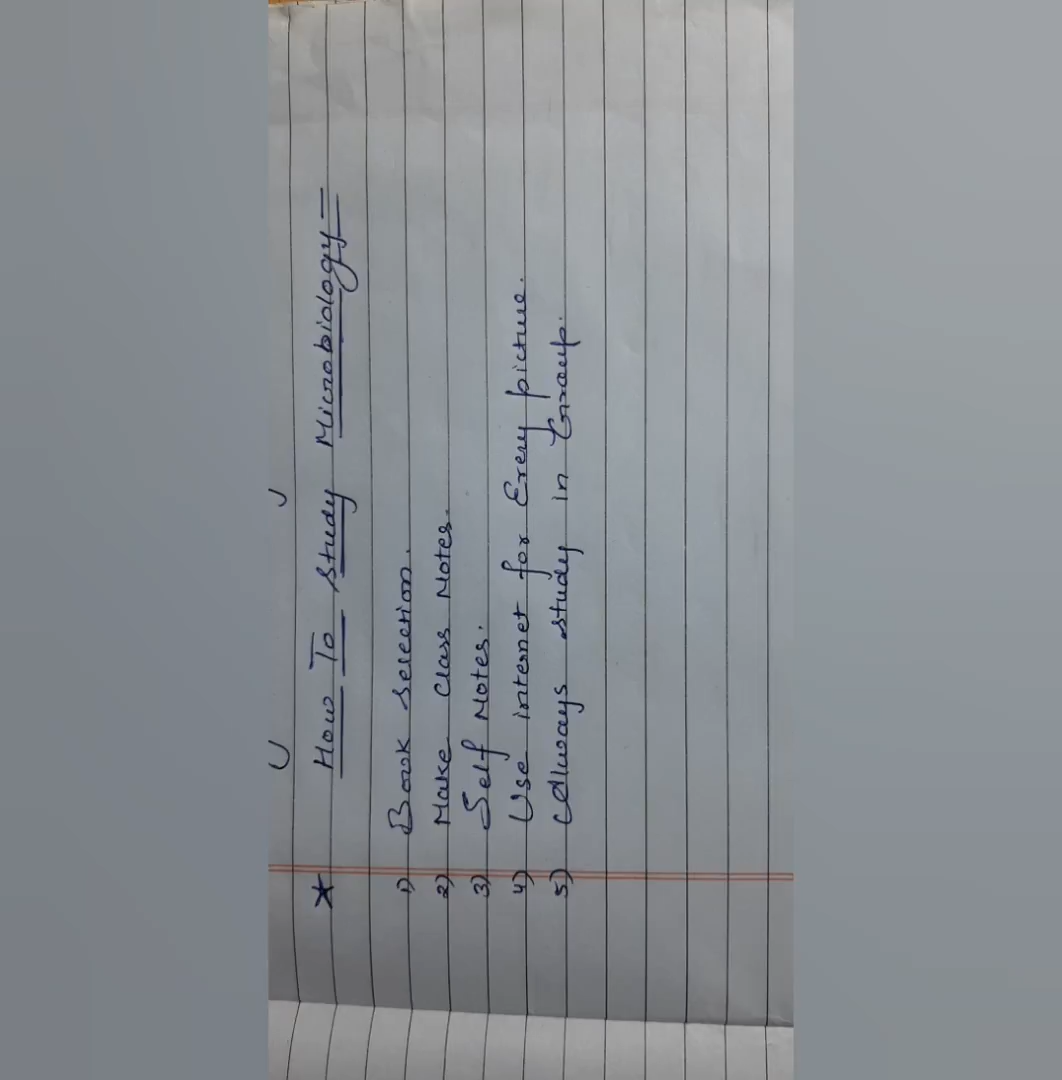 ★ How To Study Microbiology =
1) Book Selection.
2) Make Class Notes.
3) Self Notes.
4) Use internet for Every picture.
5) Always study in Group.